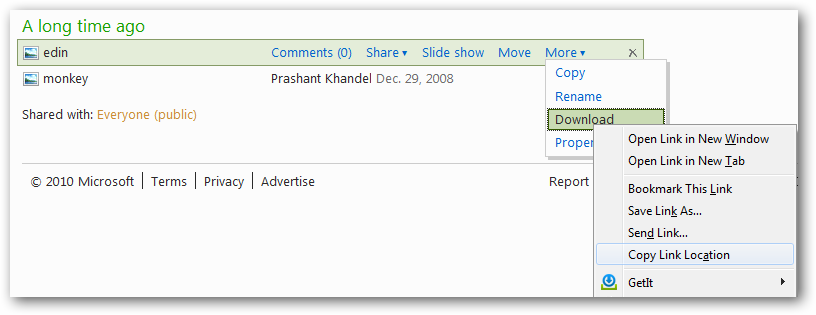 A long time ago
edin Comments (0) Share ▾ Slide show Move More ▾ ×
monkey Prashant Khandel Dec. 29, 2008
Copy
Rename
Download
Shared with: Everyone (public)
© 2010 Microsoft Terms Privacy Advertise Report
Open Link in New Window
Open Link in New Tab
Bookmark This Link
Save Link As...
Send Link...
Copy Link Location
GetIt